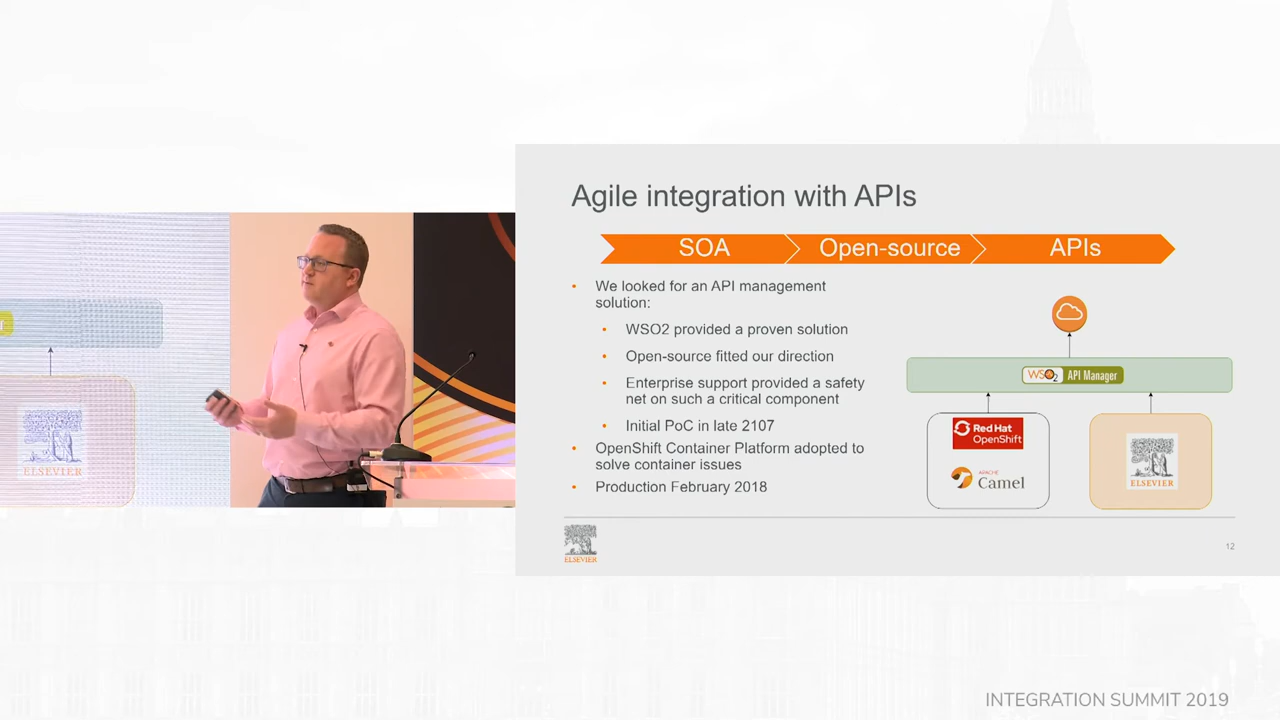 Agile integration with APIs
SOA
Open-source
APIs
• We looked for an API management
solution:
• WSO2 provided a proven solution
• Open-source fitted our direction
• Enterprise support provided a safety
net on such a critical component
• Initial PoC in late 2107
• OpenShift Container Platform adopted to
solve container issues
• Production February 2018
WSO2 API Manager
Red Hat
OpenShift
APACHE
Camel
ELSEVIER
ELSEVIER
12
ELSEVIER
INTEGRATION SUMMIT 2019